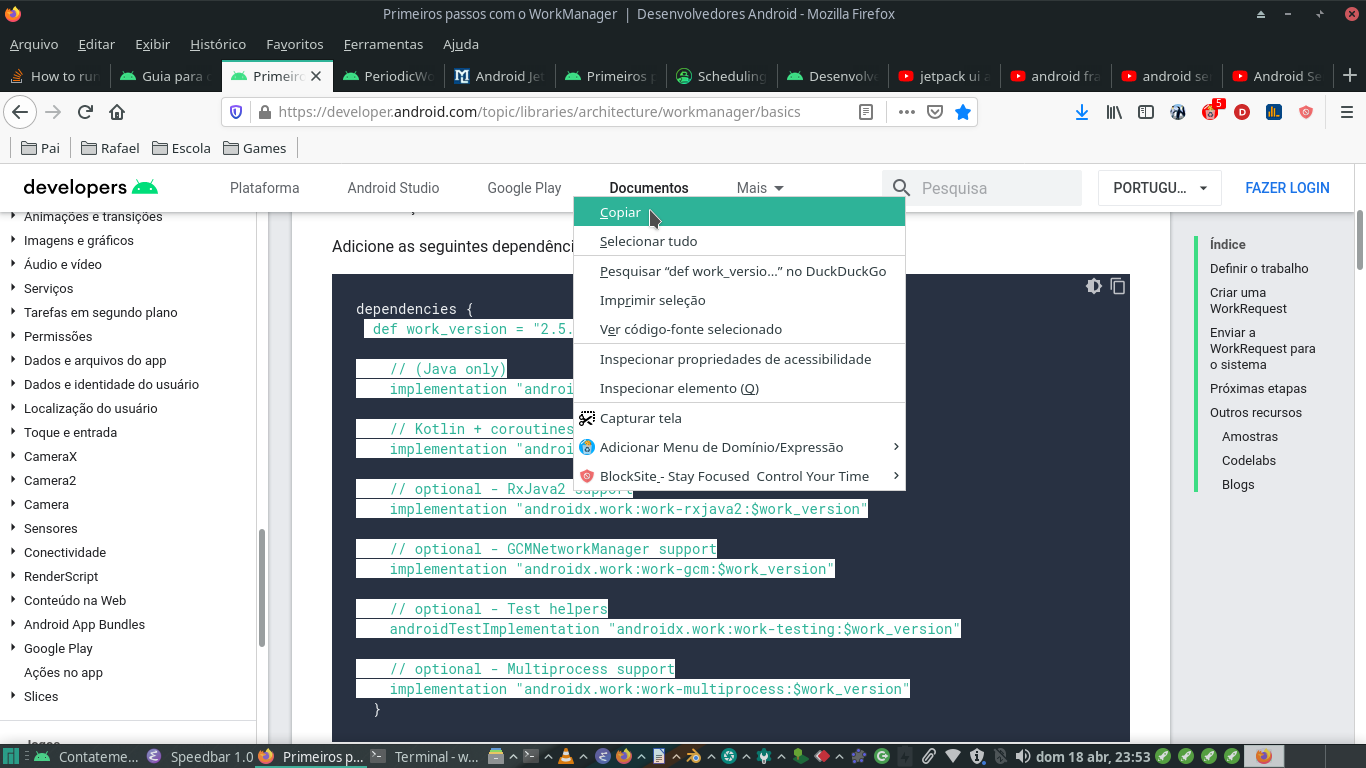 Primeiros passos com o WorkManager | Desenvolvedores Android - Mozilla Firefox
Arquivo Editar Exibir Histórico Favoritos Ferramentas Ajuda
How to ru Guia para Primeiro PeriodicWo Android Jet Primeiros p Scheduling Desenvolve jetpack ui a android fra android se Android Se
https://developer.android.com/topic/libraries/architecture/workmanager/basics
5
Pai Rafael Escola Games
developers Plataforma Android Studio Google Play Documentos Mais Pesquisa PORTUGU... FAZER LOGIN
Animações e transições
Imagens e gráficos
Áudio e vídeo
Serviços
Tarefas em segundo plano
Permissões
Dados e arquivos do app
Dados e identidade do usuário
Localização do usuário
Toque e entrada
CameraX
Camera2
Camera
Sensores
Conectividade
RenderScript
Conteúdo na Web
Android App Bundles
Google Play
Ações no app
Slices
Adicione as seguintes dependênci
dependencies {
def work_version = "2.5.
// (Java only)
implementation "androi
// Kotlin + coroutines
implementation "androi
// optional - RxJava2 support
implementation "androidx.work:work-rxjava2:$work_version"
// optional - GCMNetworkManager support
implementation "androidx.work:work-gcm:$work_version"
// optional - Test helpers
androidTestImplementation "androidx.work:work-testing:$work_version"
// optional - Multiprocess support
implementation "androidx.work:work-multiprocess:$work_version"
}
Copiar
Selecionar tudo
Pesquisar “def work_versio...” no DuckDuckGo
Imprimir seleção
Ver código-fonte selecionado
Inspecionar propriedades de acessibilidade
Inspecionar elemento (Q)
Capturar tela
Adicionar Menu de Domínio/Expressão
BlockSite - Stay Focused Control Your Time
Índice
Definir o trabalho
Criar uma
WorkRequest
Enviar a
WorkRequest para
o sistema
Próximas etapas
Outros recursos
Amostras
Codelabs
Blogs
Contateme... Speedbar 1.0 Primeiros p... Terminal - w... dom 18 abr, 23:53